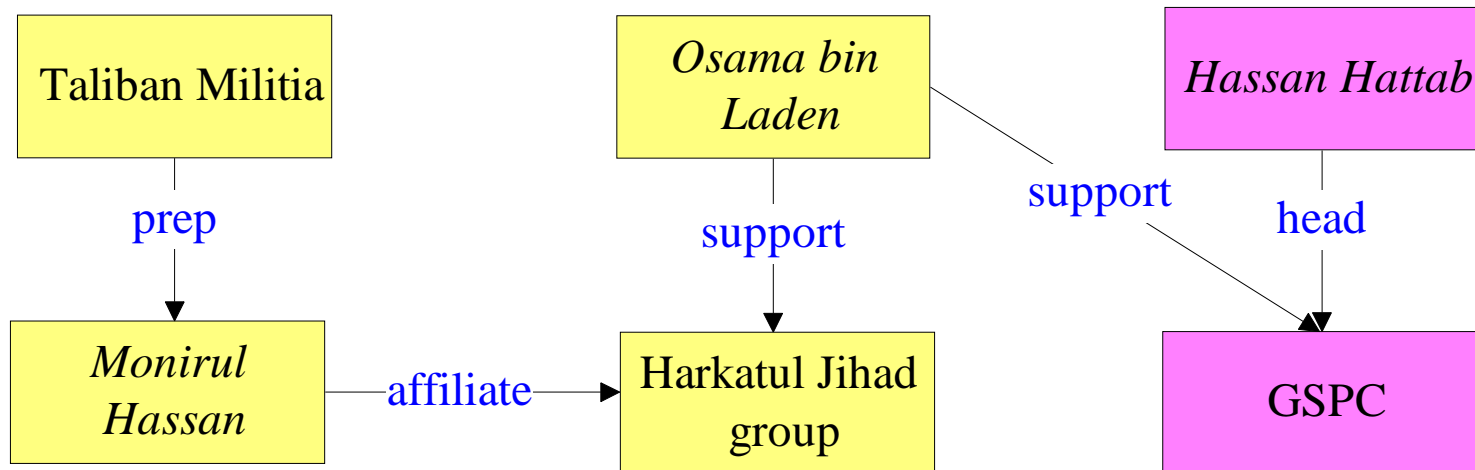 Taliban Militia
Osama bin
Laden
Hassan Hattab
prep
support
support
head
Monirul
Hassan
affiliate
Harkatul Jihad
group
GSPC